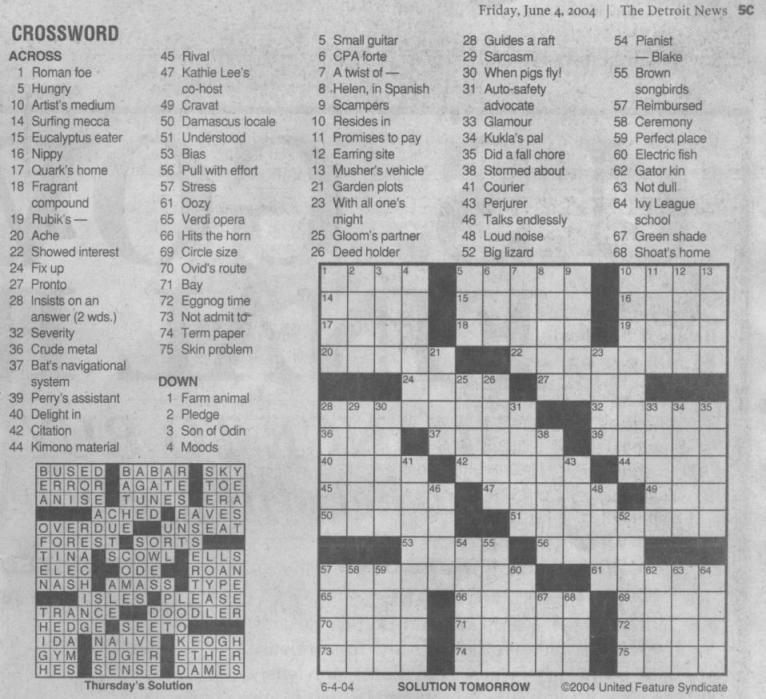 Friday, June 4, 2004 | The Detroit News 5C
CROSSWORD
ACROSS
1 Roman foe
5 Hungry
10 Artist's medium
14 Surfing mecca
15 Eucalyptus eater
16 Nippy
17 Quark's home
18 Fragrant
compound
19 Rubik's —
20 Ache
22 Showed interest
24 Fix up
27 Pronto
28 Insists on an
answer (2 wds.)
32 Severity
36 Crude metal
37 Bat's navigational
system
39 Perry's assistant
40 Delight in
42 Citation
44 Kimono material
45 Rival
47 Kathie Lee's
co-host
49 Cravat
50 Damascus locale
51 Understood
53 Bias
56 Pull with effort
57 Stress
61 Oozy
65 Verdi opera
66 Hits the horn
69 Circle size
70 Ovid's route
71 Bay
72 Eggnog time
73 Not admit to
74 Term paper
75 Skin problem
DOWN
1 Farm animal
2 Pledge
3 Son of Odin
4 Moods
5 Small guitar
6 CPA forte
7 A twist of —
8 Helen, in Spanish
9 Scampers
10 Resides in
11 Promises to pay
12 Earring site
13 Musher's vehicle
21 Garden plots
23 With all one's
might
25 Gloom's partner
26 Deed holder
28 Guides a raft
29 Sarcasm
30 When pigs fly!
31 Auto-safety
advocate
33 Glamour
34 Kukla's pal
35 Did a fall chore
38 Stormed about
41 Courier
43 Perjurer
46 Talks endlessly
48 Loud noise
52 Big lizard
54 Pianist
— Blake
55 Brown
songbirds
57 Reimbursed
58 Ceremony
59 Perfect place
60 Electric fish
62 Gator kin
63 Not dull
64 Ivy League
school
67 Green shade
68 Shoat's home
1 2 3 4 5 6 7 8 9 10 11 12 13
14 15 16
17 18 19
20 21 22 23
24 25 26 27
28 29 30 31 32 33 34 35
36 37 38 39
40 41 42 43 44
45 46 47 48 49
50 51 52
53 54 55 56
57 58 59 60 61 62 63 64
65 66 67 68 69
70 71 72
73 74 75
6-4-04 SOLUTION TOMORROW ©2004 United Feature Syndicate
BUSED BABAR SKY
ERROR AGATE TOE
ANISE TUNES ERA
ACHED EAVES
OVERDUE UNSEAT
FOREST SORTS
TINA SCOWL ELLS
ELEC ODE ROAN
NASH AMASS TYPE
ISLES PLEASE
TRANCE DOODLER
HEDGE SEETO
IDA NAIVE KEOGH
GYM EDGER ETHER
HES SENSE DAMES
Thursday's Solution